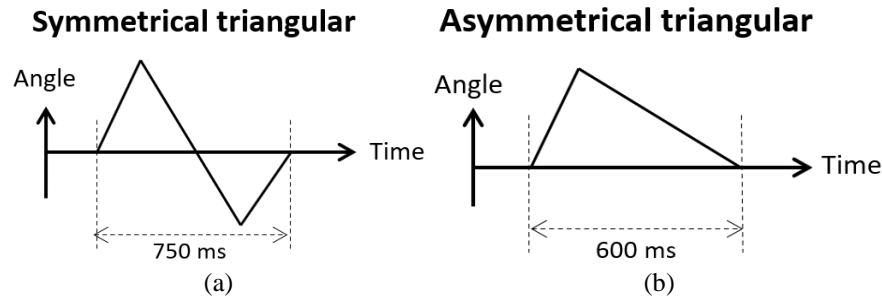 Symmetrical triangular
Asymmetrical triangular
Angle
Time
750 ms
(a)
Angle
Time
600 ms
(b)